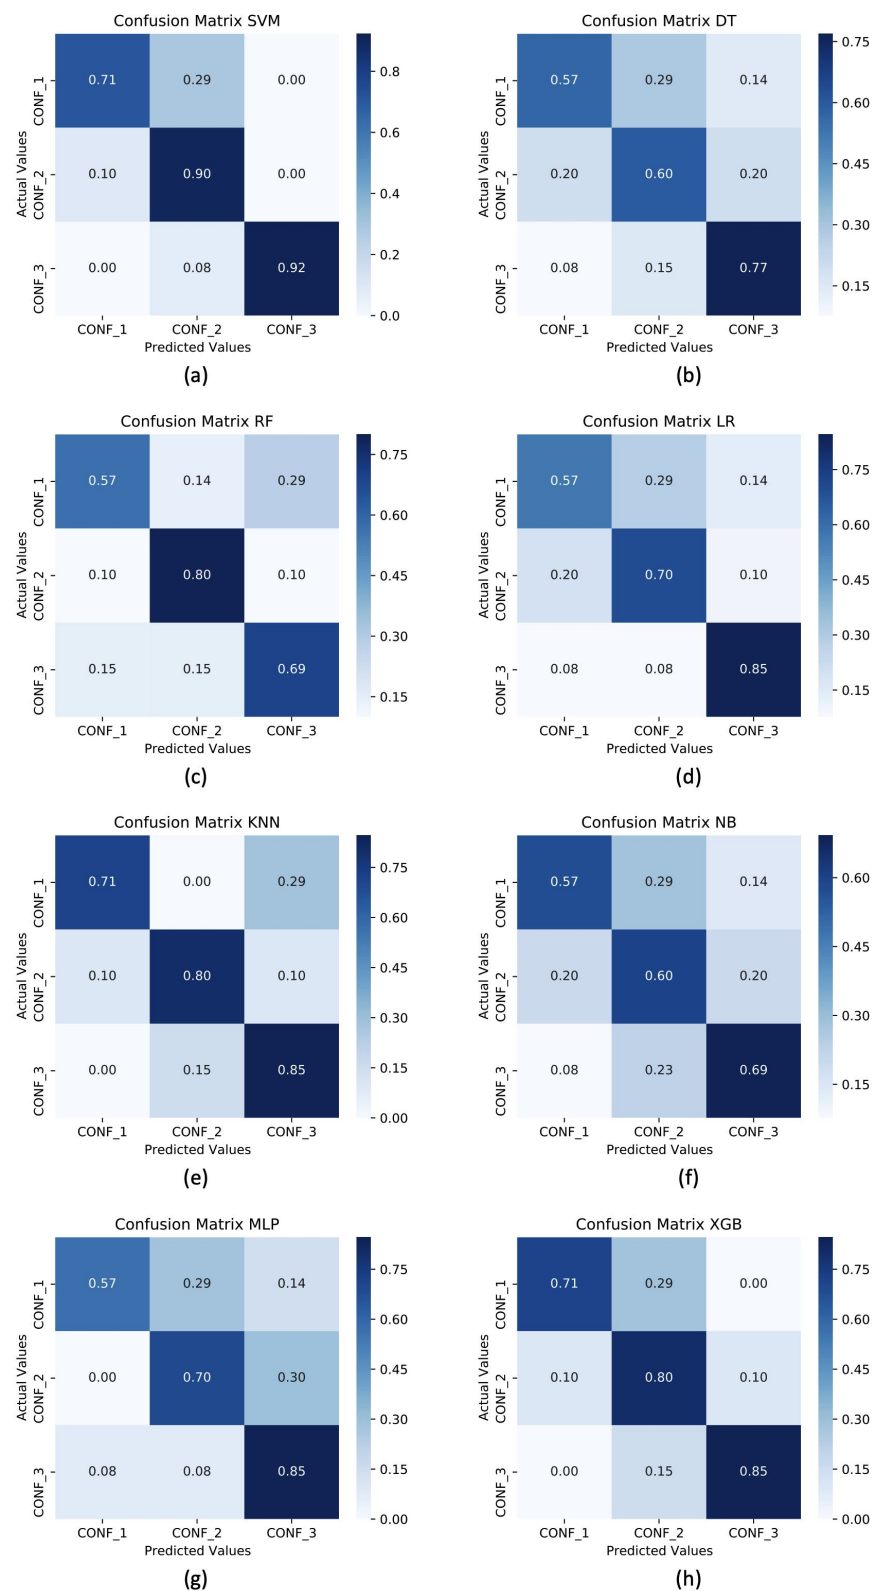 Confusion Matrix SVM
CONF_1 0.71 0.29 0.00
CONF_2 0.10 0.90 0.00
CONF_3 0.00 0.08 0.92
Actual Values
CONF_1 CONF_2 CONF_3
Predicted Values
0.8
0.6
0.4
0.2
0.0
(a)
Confusion Matrix DT
CONF_1 0.57 0.29 0.14
CONF_2 0.20 0.60 0.20
CONF_3 0.08 0.15 0.77
Actual Values
CONF_1 CONF_2 CONF_3
Predicted Values
0.75
0.60
0.45
0.30
0.15
(b)
Confusion Matrix RF
CONF_1 0.57 0.14 0.29
CONF_2 0.10 0.80 0.10
CONF_3 0.15 0.15 0.69
Actual Values
CONF_1 CONF_2 CONF_3
Predicted Values
0.75
0.60
0.45
0.30
0.15
(c)
Confusion Matrix LR
CONF_1 0.57 0.29 0.14
CONF_2 0.20 0.70 0.10
CONF_3 0.08 0.08 0.85
Actual Values
CONF_1 CONF_2 CONF_3
Predicted Values
0.75
0.60
0.45
0.30
0.15
(d)
Confusion Matrix KNN
CONF_1 0.71 0.00 0.29
CONF_2 0.10 0.80 0.10
CONF_3 0.00 0.15 0.85
Actual Values
CONF_1 CONF_2 CONF_3
Predicted Values
0.75
0.60
0.45
0.30
0.15
0.00
(e)
Confusion Matrix NB
CONF_1 0.57 0.29 0.14
CONF_2 0.20 0.60 0.20
CONF_3 0.08 0.23 0.69
Actual Values
CONF_1 CONF_2 CONF_3
Predicted Values
0.60
0.45
0.30
0.15
(f)
Confusion Matrix MLP
CONF_1 0.57 0.29 0.14
CONF_2 0.00 0.70 0.30
CONF_3 0.08 0.08 0.85
Actual Values
CONF_1 CONF_2 CONF_3
Predicted Values
0.75
0.60
0.45
0.30
0.15
0.00
(g)
Confusion Matrix XGB
CONF_1 0.71 0.29 0.00
CONF_2 0.10 0.80 0.10
CONF_3 0.00 0.15 0.85
Actual Values
CONF_1 CONF_2 CONF_3
Predicted Values
0.75
0.60
0.45
0.30
0.15
0.00
(h)